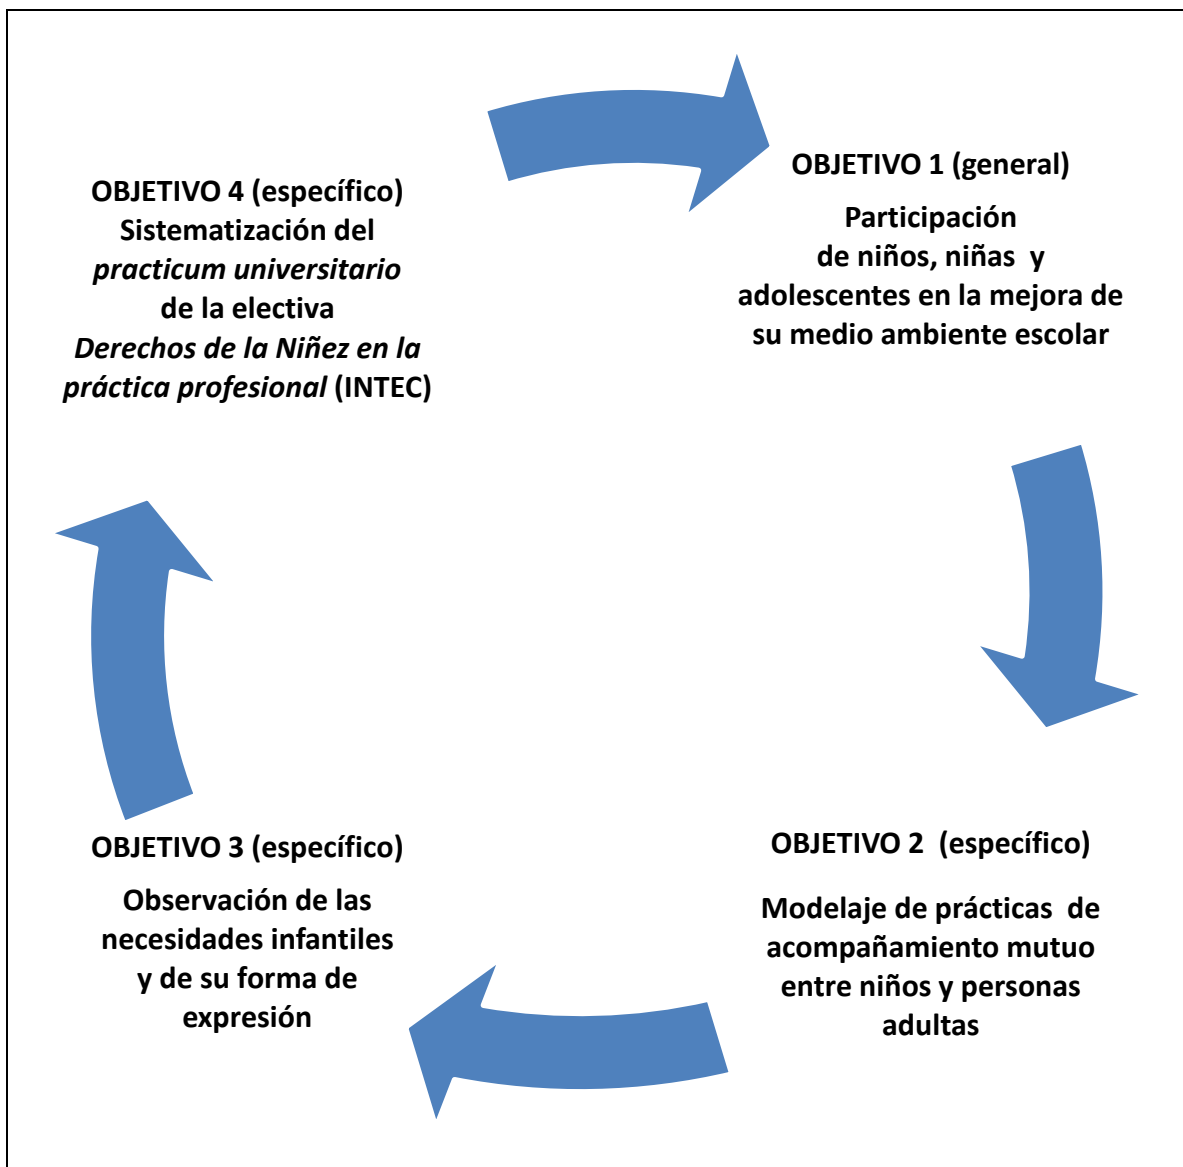 OBJETIVO 1 (general)
Participación
de niños, niñas y
adolescentes en la mejora de
su medio ambiente escolar
OBJETIVO 2 (específico)
Modelaje de prácticas de
acompañamiento mutuo
entre niños y personas
adultas
OBJETIVO 3 (específico)
Observación de las
necesidades infantiles
y de su forma de
expresión
OBJETIVO 4 (específico)
Sistematización del
practicum universitario
de la electiva
Derechos de la Niñez en la
práctica profesional (INTEC)